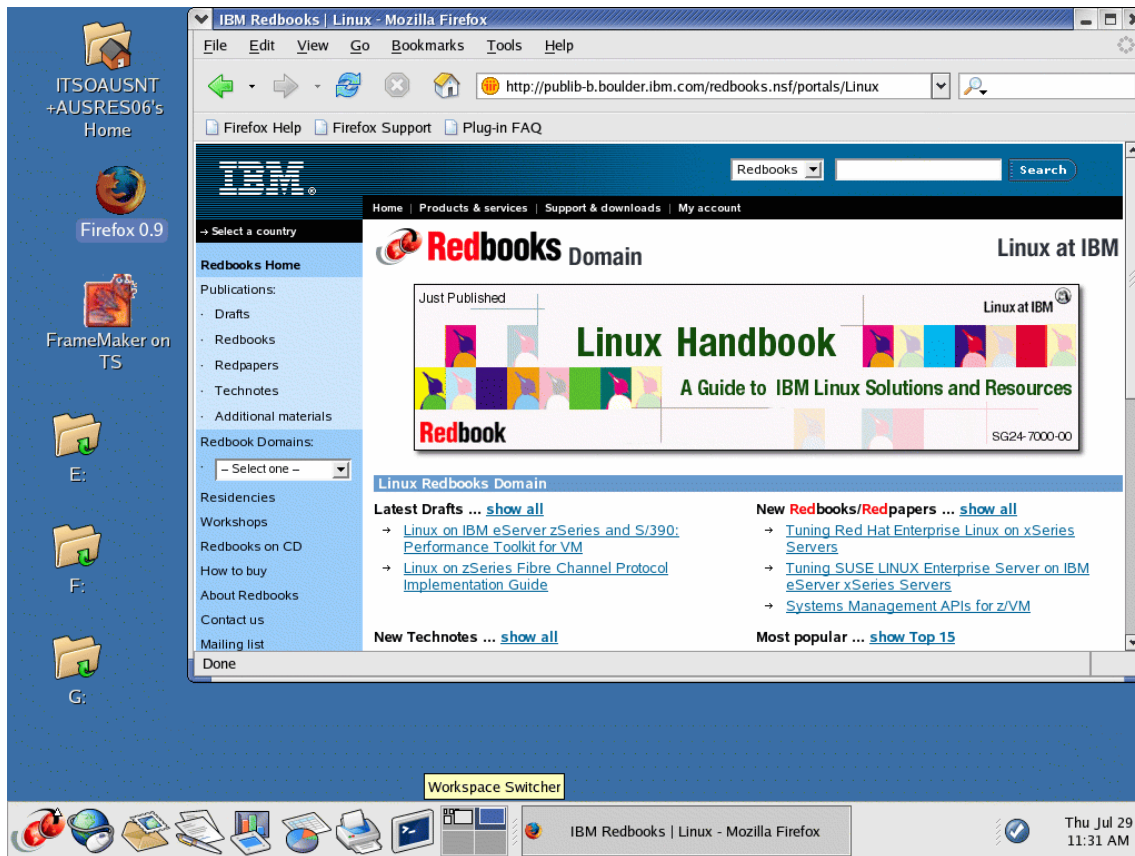 ITSOAUSNT
+AUSRES06's
Home
Firefox 0.9
FrameMaker on
TS
E:
F:
G:
IBM Redbooks | Linux - Mozilla Firefox
File Edit View Go Bookmarks Tools Help
http://publib-b.boulder.ibm.com/redbooks.nsf/portals/Linux
Firefox Help Firefox Support Plug-in FAQ
IBM®
Redbooks Search
Home | Products & services | Support & downloads | My account
→ Select a country
Redbooks Home
Publications:
· Drafts
· Redbooks
· Redpapers
· Technotes
· Additional materials
Redbook Domains:
· – Select one –
Residencies
Workshops
Redbooks on CD
How to buy
About Redbooks
Contact us
Mailing list
Redbooks Domain
Linux at IBM
Just Published
Linux at IBM
Linux Handbook
A Guide to IBM Linux Solutions and Resources
Redbook
SG24-7000-00
Linux Redbooks Domain
Latest Drafts ... show all
→ Linux on IBM eServer zSeries and S/390:
Performance Toolkit for VM
→ Linux on zSeries Fibre Channel Protocol
Implementation Guide
New Technotes ... show all
New Redbooks/Redpapers ... show all
→ Tuning Red Hat Enterprise Linux on xSeries
Servers
→ Tuning SUSE LINUX Enterprise Server on IBM
eServer xSeries Servers
→ Systems Management APIs for z/VM
Most popular ... show Top 15
Done
Workspace Switcher
IBM Redbooks | Linux - Mozilla Firefox
Thu Jul 29
11:31 AM